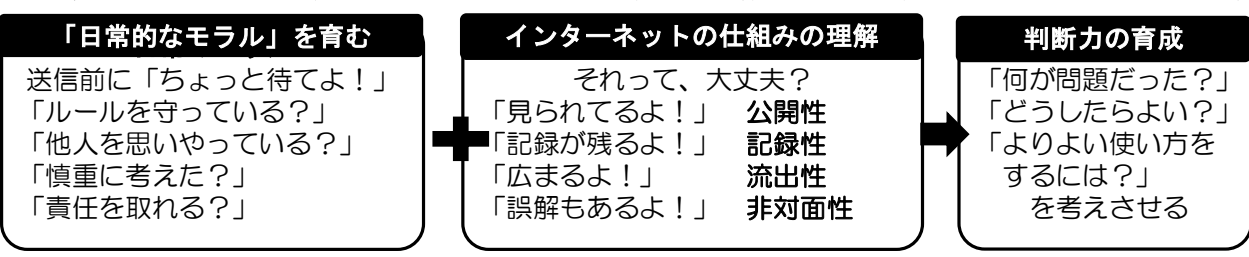 「日常的なモラル」を育む
送信前に「ちょっと待てよ！」
「ルールを守っている？」
「他人を思いやっている？」
「慎重に考えた？」
「責任を取れる？」
インターネットの仕組みの理解
それって、大丈夫？
「見られてるよ！」 公開性
「記録が残るよ！」 記録性
「広まるよ！」 流出性
「誤解もあるよ！」 非対面性
判断力の育成
「何が問題だった？」
「どうしたらよい？」
「よりよい使い方を
するには？」
を考えさせる